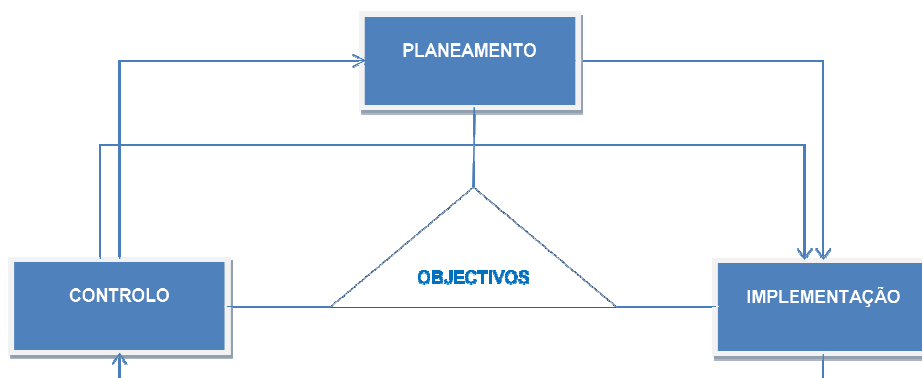 PLANEAMENTO
OBJECTIVOS
CONTROLO
IMPLEMENTAÇÃO